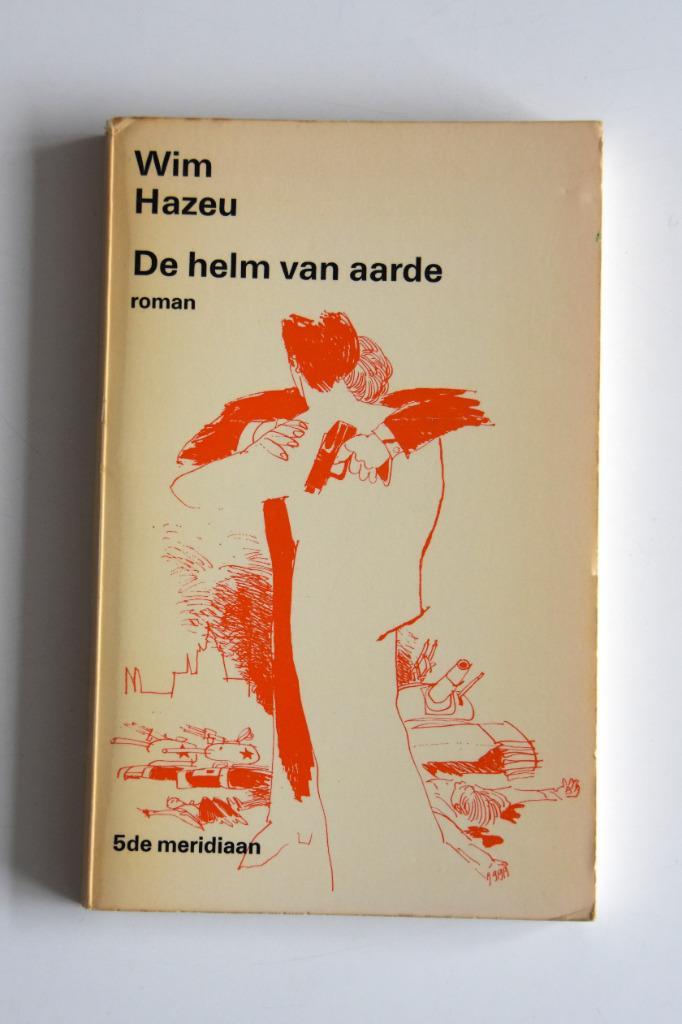 Wim
Hazeu
De helm van aarde
roman
5de meridiaan